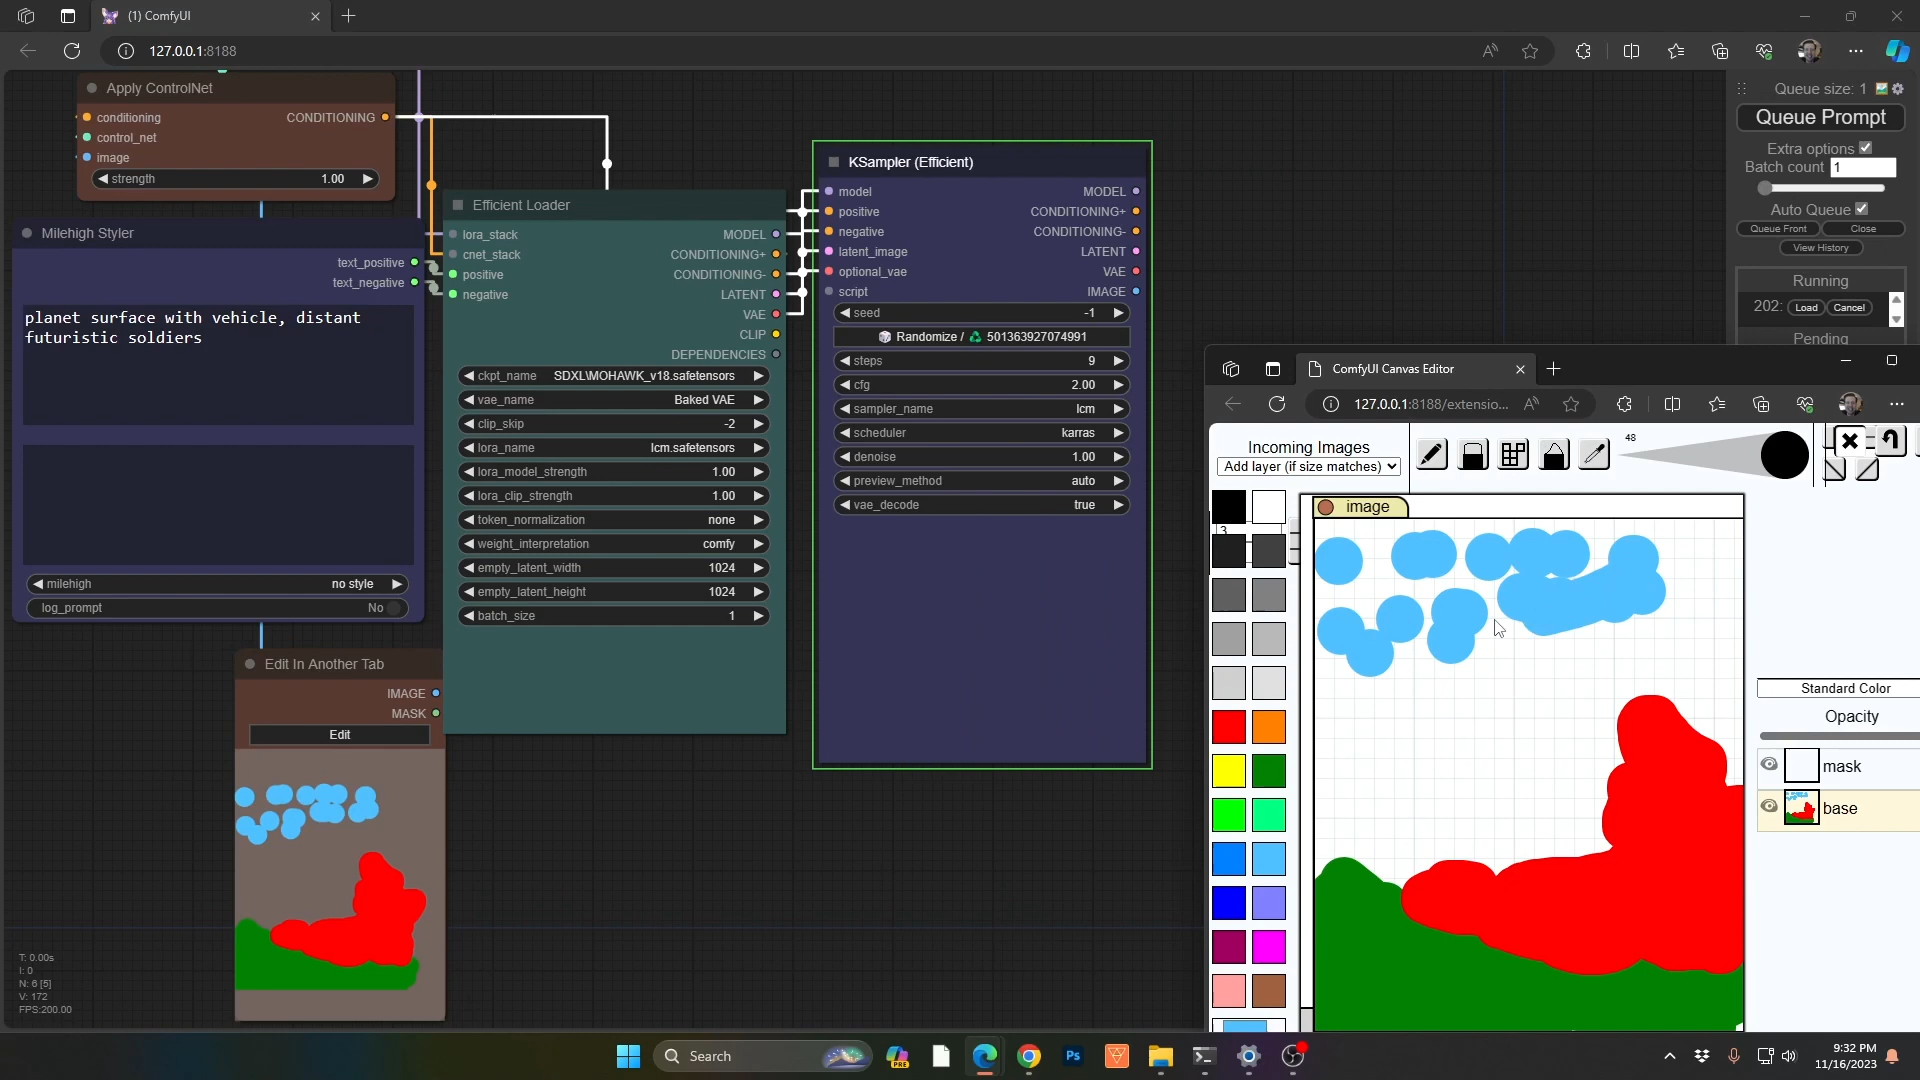 (1) ComfyUI
127.0.0.1:8188
Apply ControlNet
conditioning
CONDITIONING
control_net
image
strength
1.00
Milehigh Styler
text_positive
text_negative
planet surface with vehicle, distant
futuristic soldiers
milehigh
no style
log_prompt
No
Edit In Another Tab
IMAGE
MASK
Edit
T: 0.00s
I: 0
N: 6 [5]
V: 172
FPS:200.00
Efficient Loader
lora_stack
MODEL
cnet_stack
CONDITIONING+
positive
CONDITIONING-
negative
LATENT
VAE
CLIP
DEPENDENCIES
ckpt_name
SDXL\MOHAWK_v18.safetensors
vae_name
Baked VAE
clip_skip
-2
lora_name
lcm.safetensors
lora_model_strength
1.00
lora_clip_strength
1.00
token_normalization
none
weight_interpretation
comfy
empty_latent_width
1024
empty_latent_height
1024
batch_size
1
KSampler (Efficient)
model
MODEL
positive
CONDITIONING+
negative
CONDITIONING-
latent_image
LATENT
optional_vae
VAE
script
IMAGE
seed
-1
Randomize / 501363927074991
steps
9
cfg
2.00
sampler_name
lcm
scheduler
karras
denoise
1.00
preview_method
auto
vae_decode
true
Queue size: 1
Queue Prompt
Extra options
Batch count 1
Auto Queue
Queue Front
Close
View History
Running
202: Load Cancel
Pending
ComfyUI Canvas Editor
127.0.0.1:8188/extensio...
Incoming Images
Add layer (if size matches)
48
3
image
Standard Color
Opacity
mask
base
Search
PRE
Ps
9:32 PM
11/16/2023